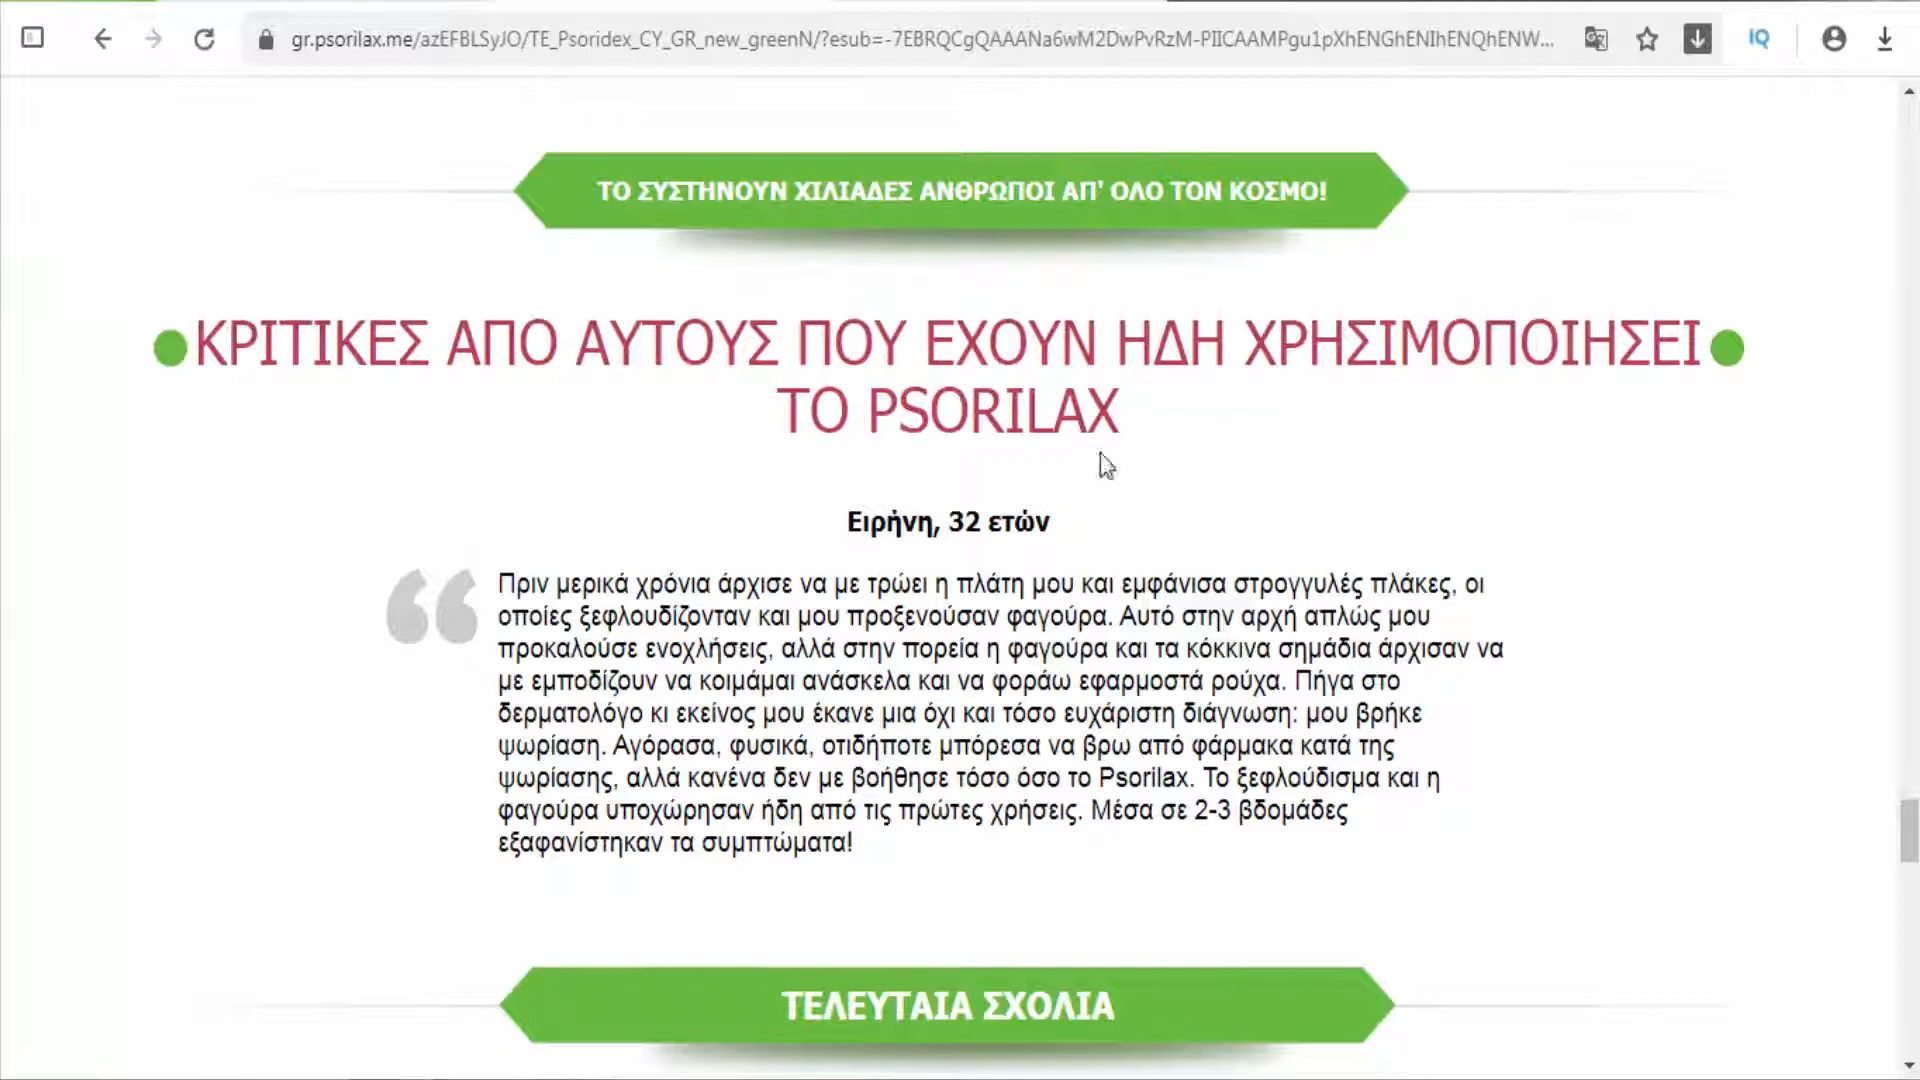 gr.psorilax.me/azEFBLSyJO/TE_Psoridex_CY_GR_new_greenN/?esub=-7EBRQCgQAAANa6wM2DwPvRzM-PIICAAMPgu1pXhENGhENIhENQhENW...
IQ
ΤΟ ΣΥΣΤΗΝΟΥΝ ΧΙΛΙΑΔΕΣ ΑΝΘΡΩΠΟΙ ΑΠ' ΟΛΟ ΤΟΝ ΚΟΣΜΟ!
ΚΡΙΤΙΚΕΣ ΑΠΟ ΑΥΤΟΥΣ ΠΟΥ ΕΧΟΥΝ ΗΔΗ ΧΡΗΣΙΜΟΠΟΙΗΣΕΙ
ΤΟ PSORILAX
Ειρήνη, 32 ετών
Πριν μερικά χρόνια άρχισε να με τρώει η πλάτη μου και εμφάνισα στρογγυλές πλάκες, οι
οποίες ξεφλουδίζονταν και μου προξενούσαν φαγούρα. Αυτό στην αρχή απλώς μου
προκαλούσε ενοχλήσεις, αλλά στην πορεία η φαγούρα και τα κόκκινα σημάδια άρχισαν να
με εμποδίζουν να κοιμάμαι ανάσκελα και να φοράω εφαρμοστά ρούχα. Πήγα στο
δερματολόγο κι εκείνος μου έκανε μια όχι και τόσο ευχάριστη διάγνωση: μου βρήκε
ψωρίαση. Αγόρασα, φυσικά, οτιδήποτε μπόρεσα να βρω από φάρμακα κατά της
ψωρίασης, αλλά κανένα δεν με βοήθησε τόσο όσο το Psorilax. Το ξεφλούδισμα και η
φαγούρα υποχώρησαν ήδη από τις πρώτες χρήσεις. Μέσα σε 2-3 βδομάδες
εξαφανίστηκαν τα συμπτώματα!
ΤΕΛΕΥΤΑΙΑ ΣΧΟΛΙΑ